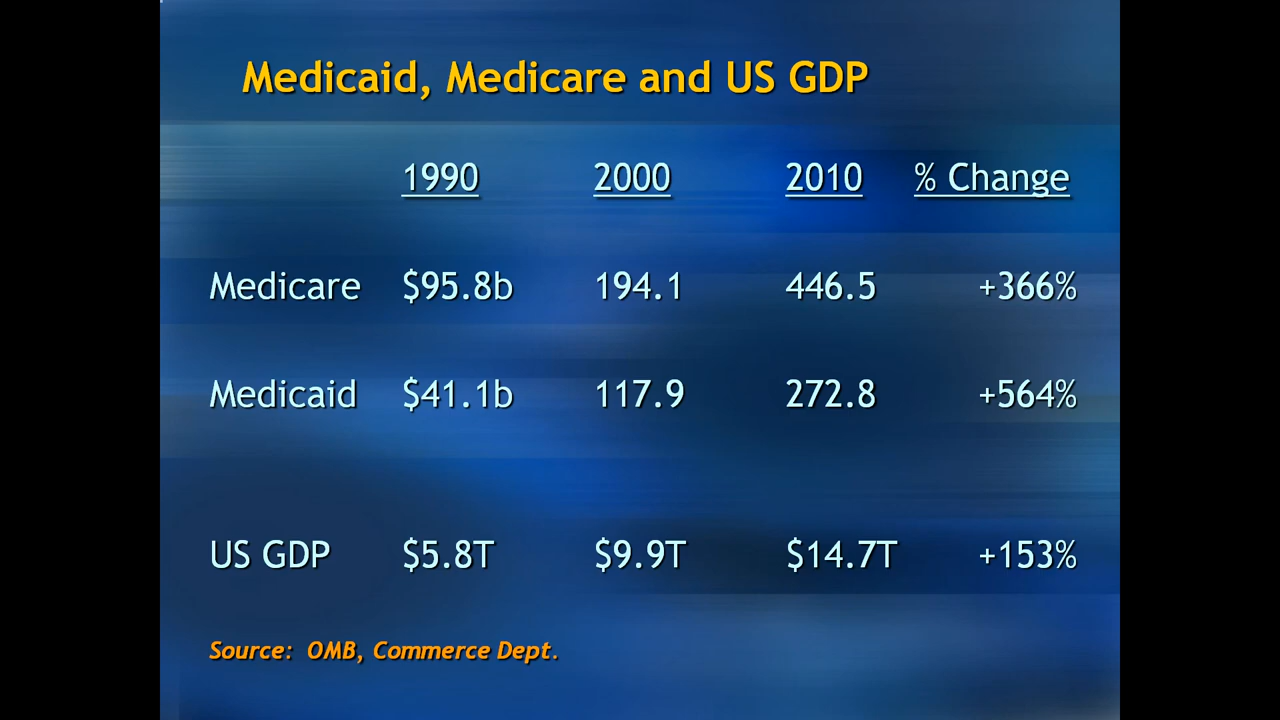 Medicaid, Medicare and US GDP
1990 2000 2010 % Change
Medicare $95.8b 194.1 446.5 +366%
Medicaid $41.1b 117.9 272.8 +564%
US GDP $5.8T $9.9T $14.7T +153%
Source: OMB, Commerce Dept.